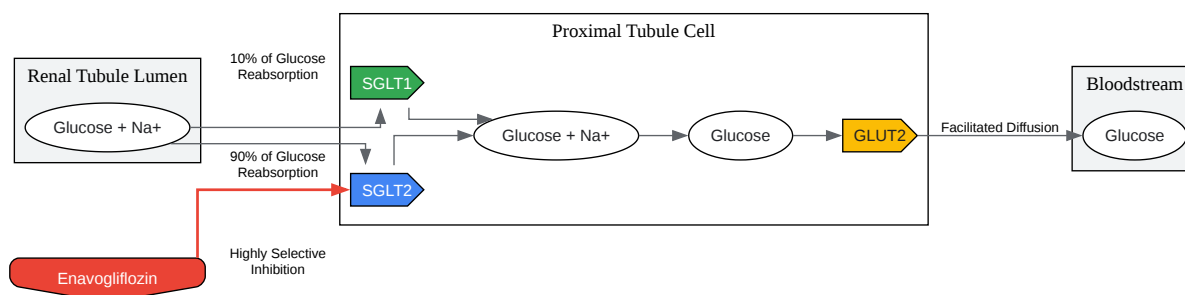 Proximal Tubule Cell
Renal Tubule Lumen
Glucose + Na+
10% of Glucose
Reabsorption
90% of Glucose
Reabsorption
SGLT1
SGLT2
Glucose + Na+
Glucose
GLUT2
Facilitated Diffusion
Bloodstream
Glucose
Enavogliflozin
Highly Selective
Inhibition